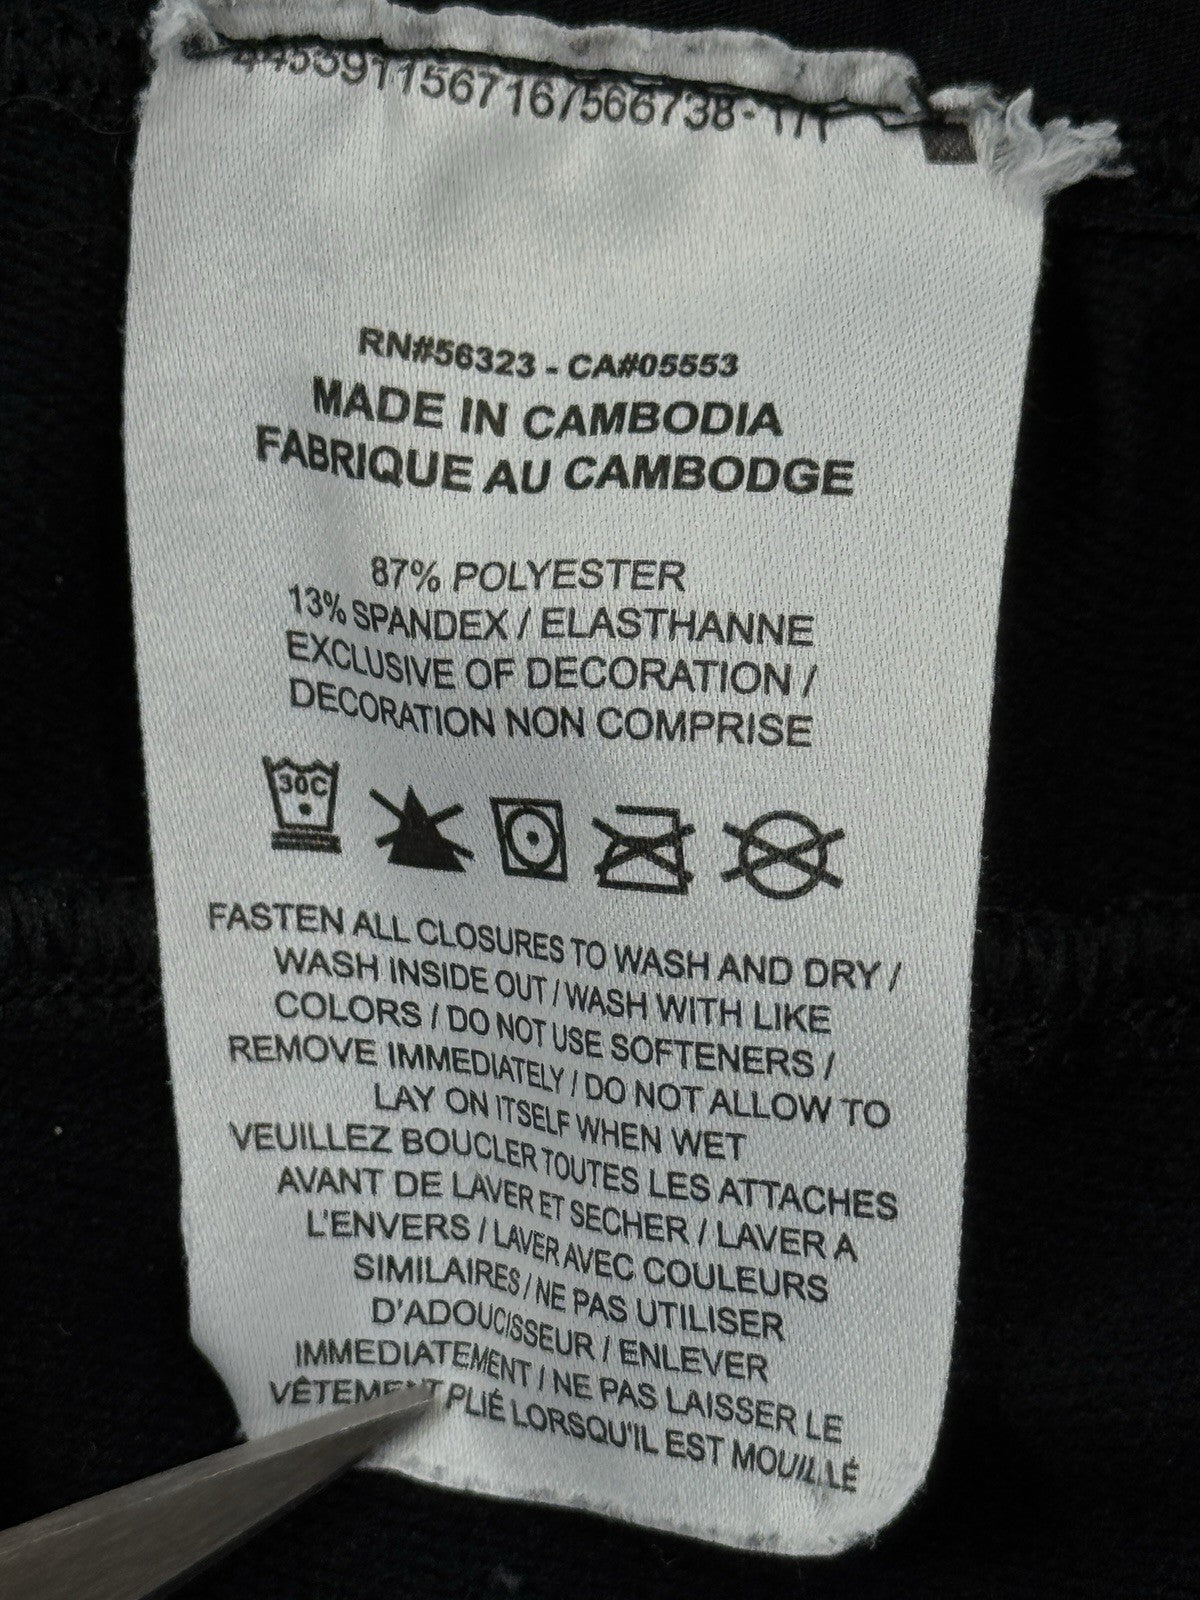 RN#56323 - CA#05553
MADE IN CAMBODIA
FABRIQUE AU CAMBODGE
87% POLYESTER
13% SPANDEX / ELASTHANNE
EXCLUSIVE OF DECORATION /
DECORATION NON COMPRISE
30C
FASTEN ALL CLOSURES TO WASH AND DRY /
WASH INSIDE OUT / WASH WITH LIKE
COLORS / DO NOT USE SOFTENERS /
REMOVE IMMEDIATELY / DO NOT ALLOW TO
LAY ON ITSELF WHEN WET
VEUILLEZ BOUCLER TOUTES LES ATTACHES
AVANT DE LAVER ET SECHER / LAVER A
L'ENVERS / LAVER AVEC COULEURS
SIMILAIRES / NE PAS UTILISER
D'ADOUCISSEUR / ENLEVER
IMMEDIATEMENT / NE PAS LAISSER LE
VÊTEMENT PLIÉ LORSQU'IL EST MOUILLÉ